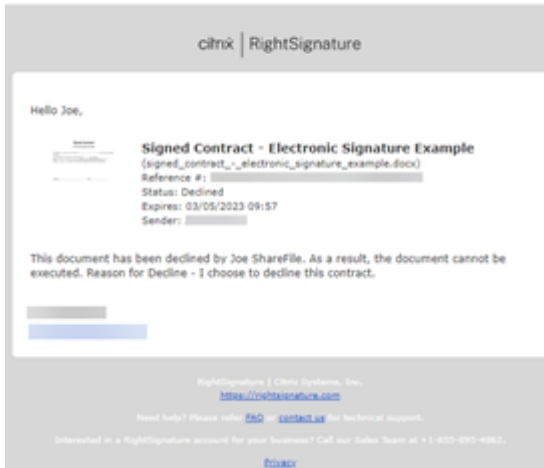 citrix | RightSignature
Hello Joe,
Signed Contract - Electronic Signature Example
(signed_contract_-_electronic_signature_example.docx)
Reference #:
Status: Declined
Expires: 03/05/2023 09:57
Sender:
This document has been declined by Joe ShareFile. As a result, the document cannot be
executed. Reason for Decline - I choose to decline this contract.
RightSignature | Citrix Systems, Inc.
https://rightsignature.com
Need help? Please refer FAQ or contact us for technical support.
Interested in a RightSignature account for your business? Call our Sales Team at +1-855-895-4862.
Privacy